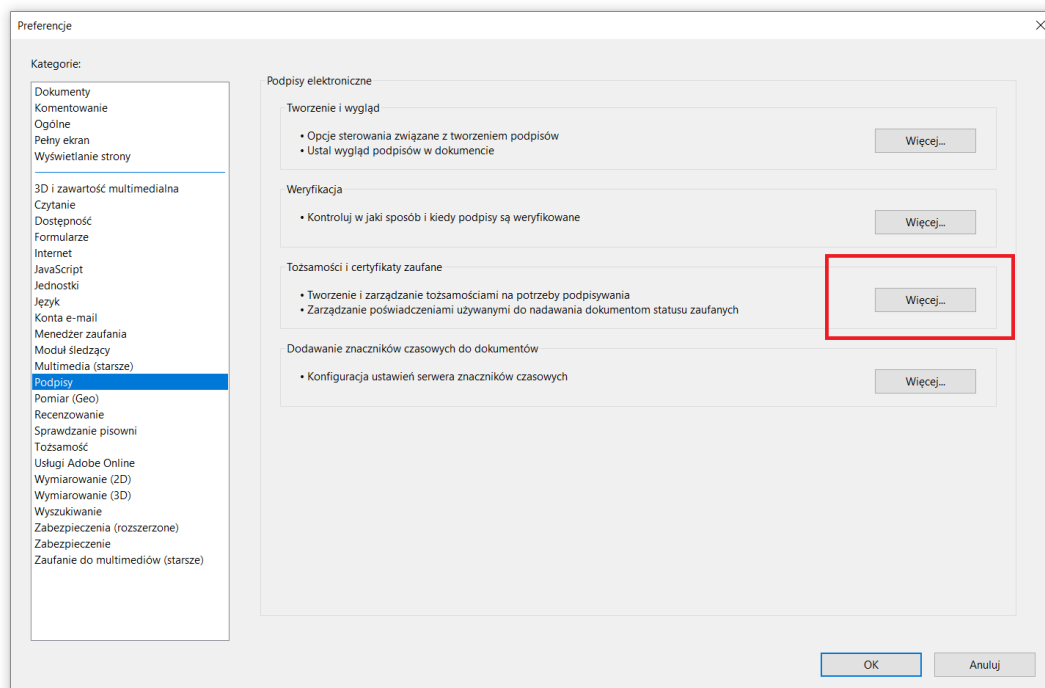 Preferencje
Kategorie:
Dokumenty
Komentowanie
Ogólne
Pełny ekran
Wyświetlanie strony
3D i zawartość multimedialna
Czytanie
Dostępność
Formularze
Internet
JavaScript
Jednostki
Język
Konta e-mail
Menedżer zaufania
Moduł śledzący
Multimedia (starsze)
Podpisy
Pomiar (Geo)
Recenzowanie
Sprawdzanie pisowni
Tożsamość
Usługi Adobe Online
Wymiarowanie (2D)
Wymiarowanie (3D)
Wyszukiwanie
Zabezpieczenia (rozszerzone)
Zabezpieczenie
Zaufanie do multimediów (starsze)
Podpisy elektroniczne
Tworzenie i wygląd
• Opcje sterowania związane z tworzeniem podpisów
• Ustal wygląd podpisów w dokumencie
Więcej...
Weryfikacja
• Kontroluj w jaki sposób i kiedy podpisy są weryfikowane
Więcej...
Tożsamości i certyfikaty zaufane
• Tworzenie i zarządzanie tożsamościami na potrzeby podpisywania
• Zarządzanie poświadczeniami używanymi do nadawania dokumentom statusu zaufanych
Więcej...
Dodawanie znaczników czasowych do dokumentów
• Konfiguracja ustawień serwera znaczników czasowych
Więcej...
OK
Anuluj